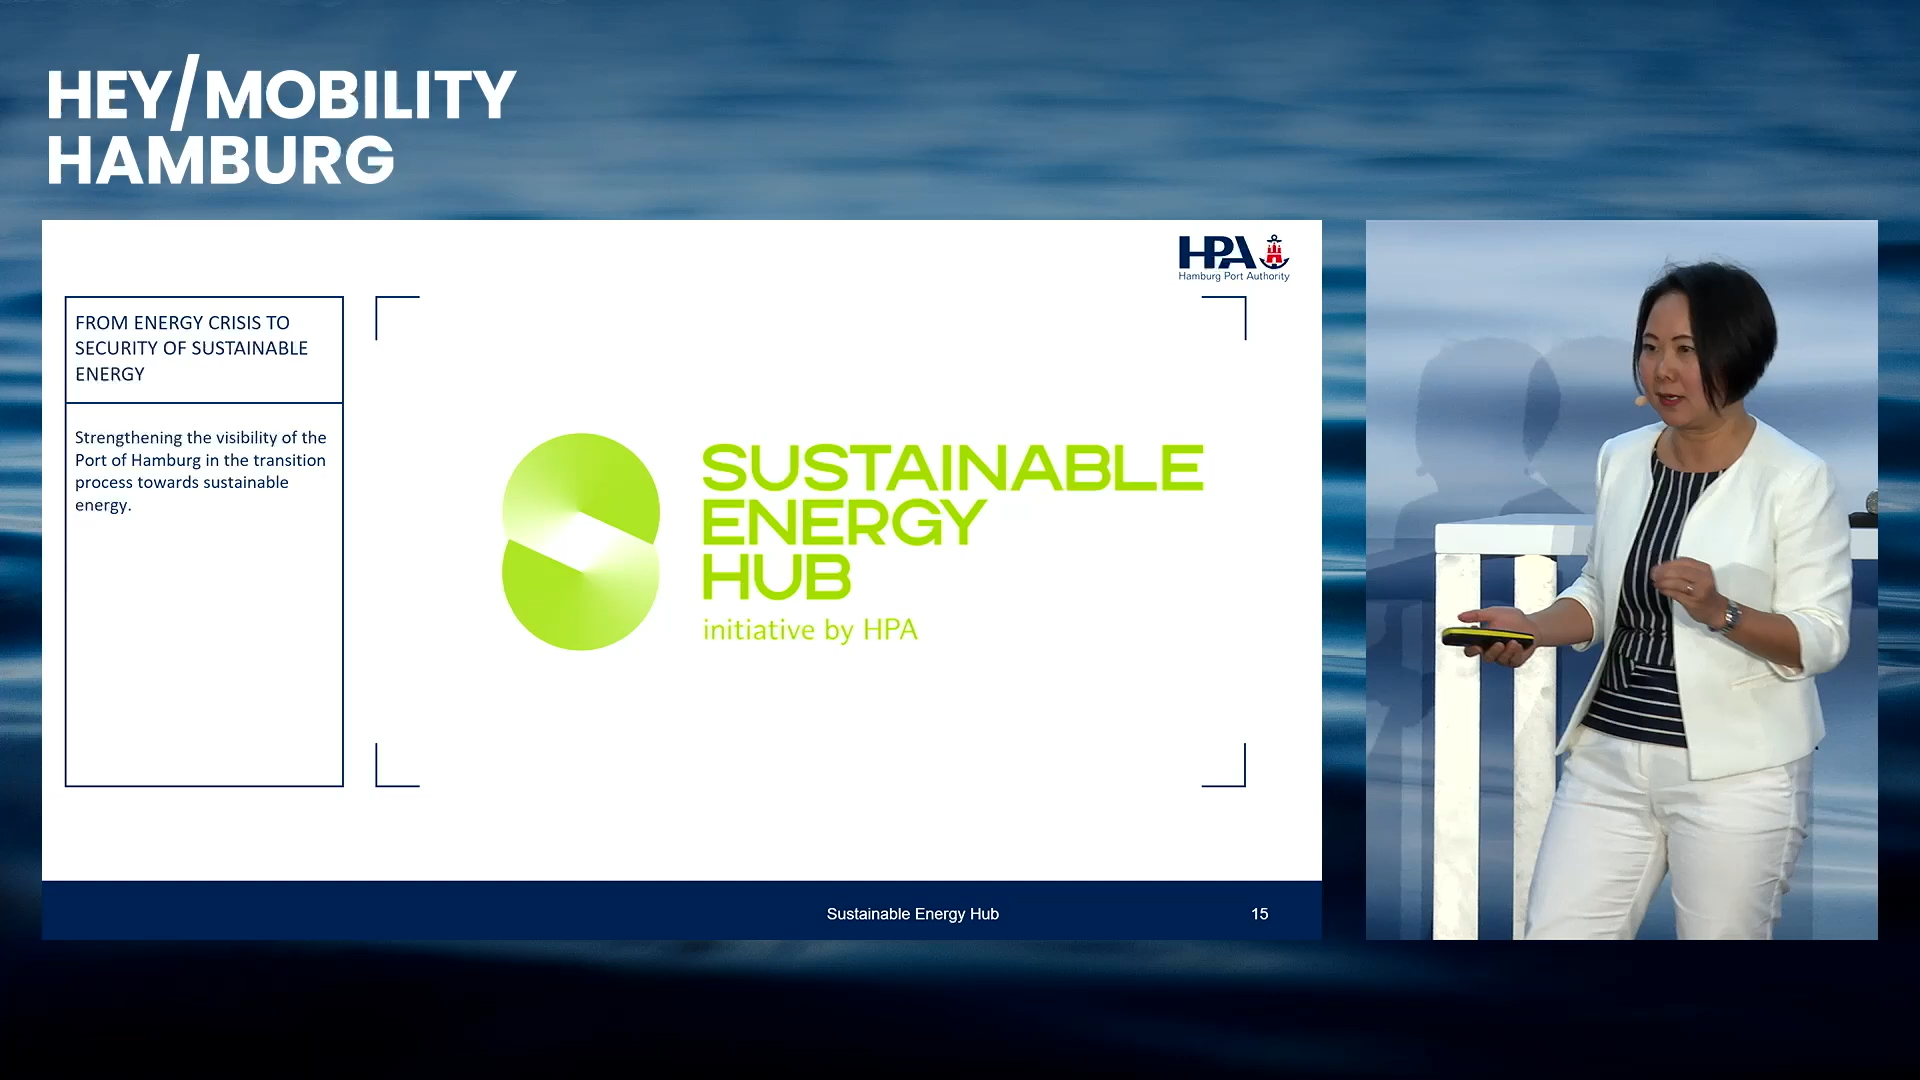 HEY/MOBILITY
HAMBURG
HPA
Hamburg Port Authority
FROM ENERGY CRISIS TO
SECURITY OF SUSTAINABLE
ENERGY
Strengthening the visibility of the
Port of Hamburg in the transition
process towards sustainable
energy.
SUSTAINABLE
ENERGY
HUB
initiative by HPA
Sustainable Energy Hub
15